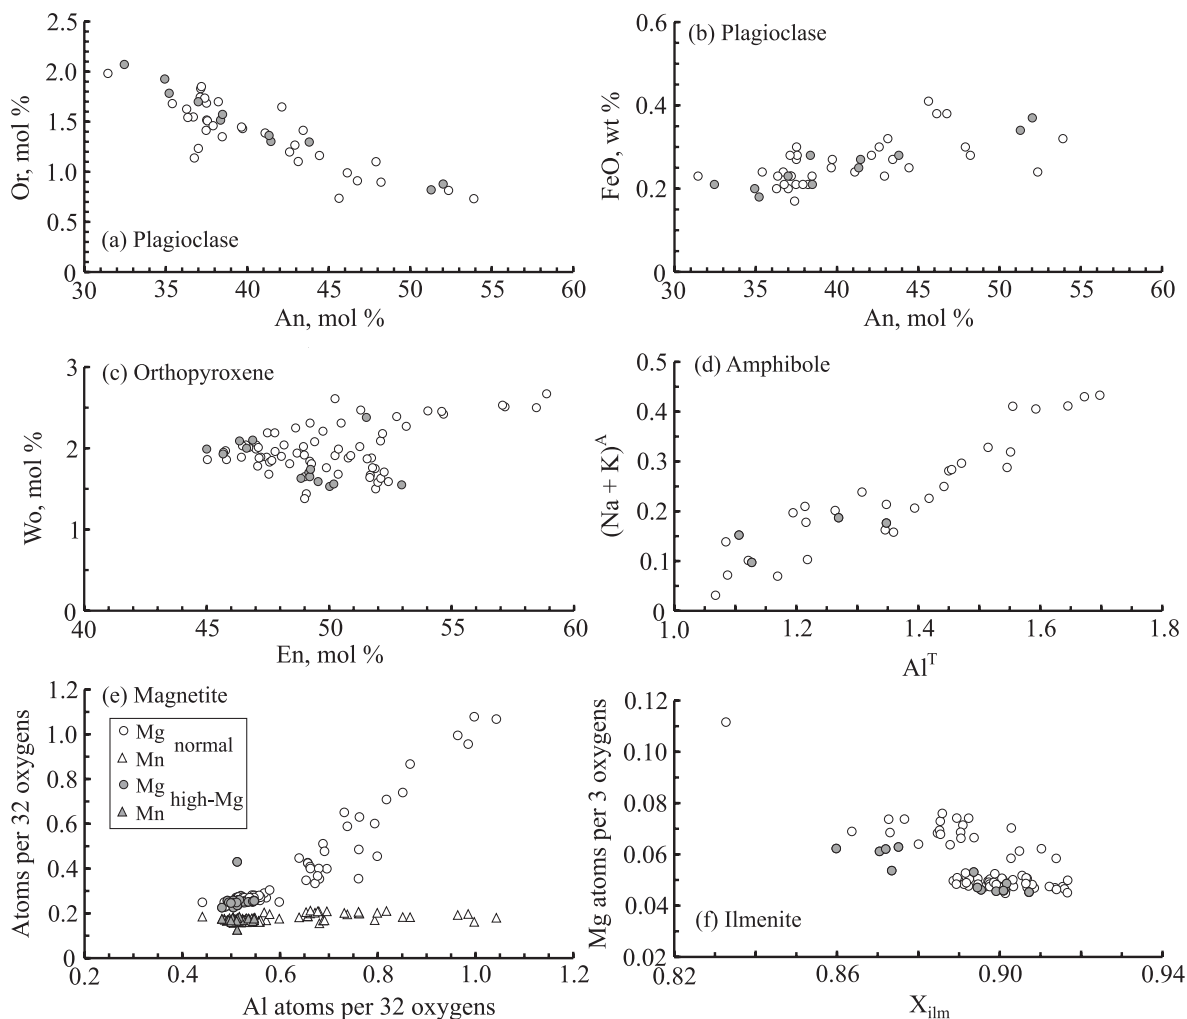 (a) Plagioclase
Or, mol %
2.5
2.0
1.5
1.0
0.5
0
30 35 40 45 50 55 60
An, mol %
(b) Plagioclase
FeO, wt %
0.6
0.4
0.2
0
30 35 40 45 50 55 60
An, mol %
(c) Orthopyroxene
Wo, mol %
3
2
1
0
40 45 50 55 60
En, mol %
(d) Amphibole
(Na + K)^A
0.5
0.4
0.3
0.2
0.1
0
1.0 1.2 1.4 1.6 1.8
Al^T
(e) Magnetite
Mg
normal
Mn
Mg
high-Mg
Mn
Atoms per 32 oxygens
1.2
1.0
0.8
0.6
0.4
0.2
0
0.2 0.4 0.6 0.8 1.0 1.2
Al atoms per 32 oxygens
(f) Ilmenite
Mg atoms per 3 oxygens
0.12
0.10
0.08
0.06
0.04
0.02
0.82 0.86 0.90 0.94
X_ilm